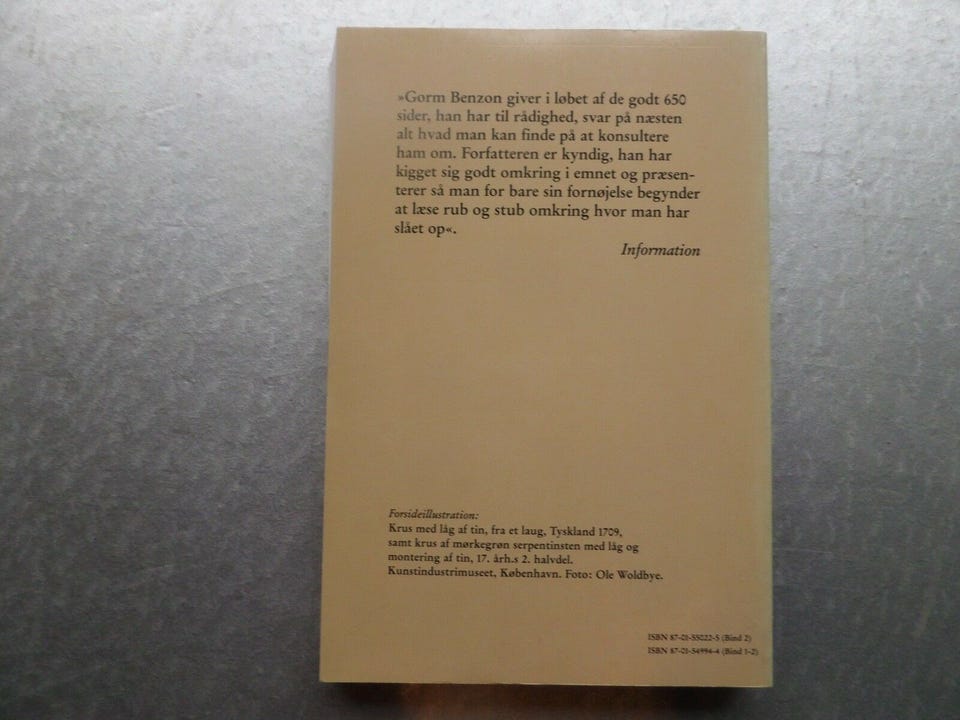 »Gorm Benzon giver i løbet af de godt 650
sider, han har til rådighed, svar på næsten
alt hvad man kan finde på at konsultere
ham om. Forfatteren er kyndig, han har
kigget sig godt omkring i emnet og præsen-
terer så man for bare sin fornøjelse begynder
at læse rub og stub omkring hvor man har
slået op«.
Information
Forsideillustration:
Krus med låg af tin, fra et laug, Tyskland 1709,
samt krus af mørkegrøn serpentinsten med låg og
montering af tin, 17. årh.s 2. halvdel.
Kunstindustrimuseet, København. Foto: Ole Woldbye.
ISBN 87-01-55022-5 (Bind 2)
ISBN 87-01-54994-4 (Bind 1-2)